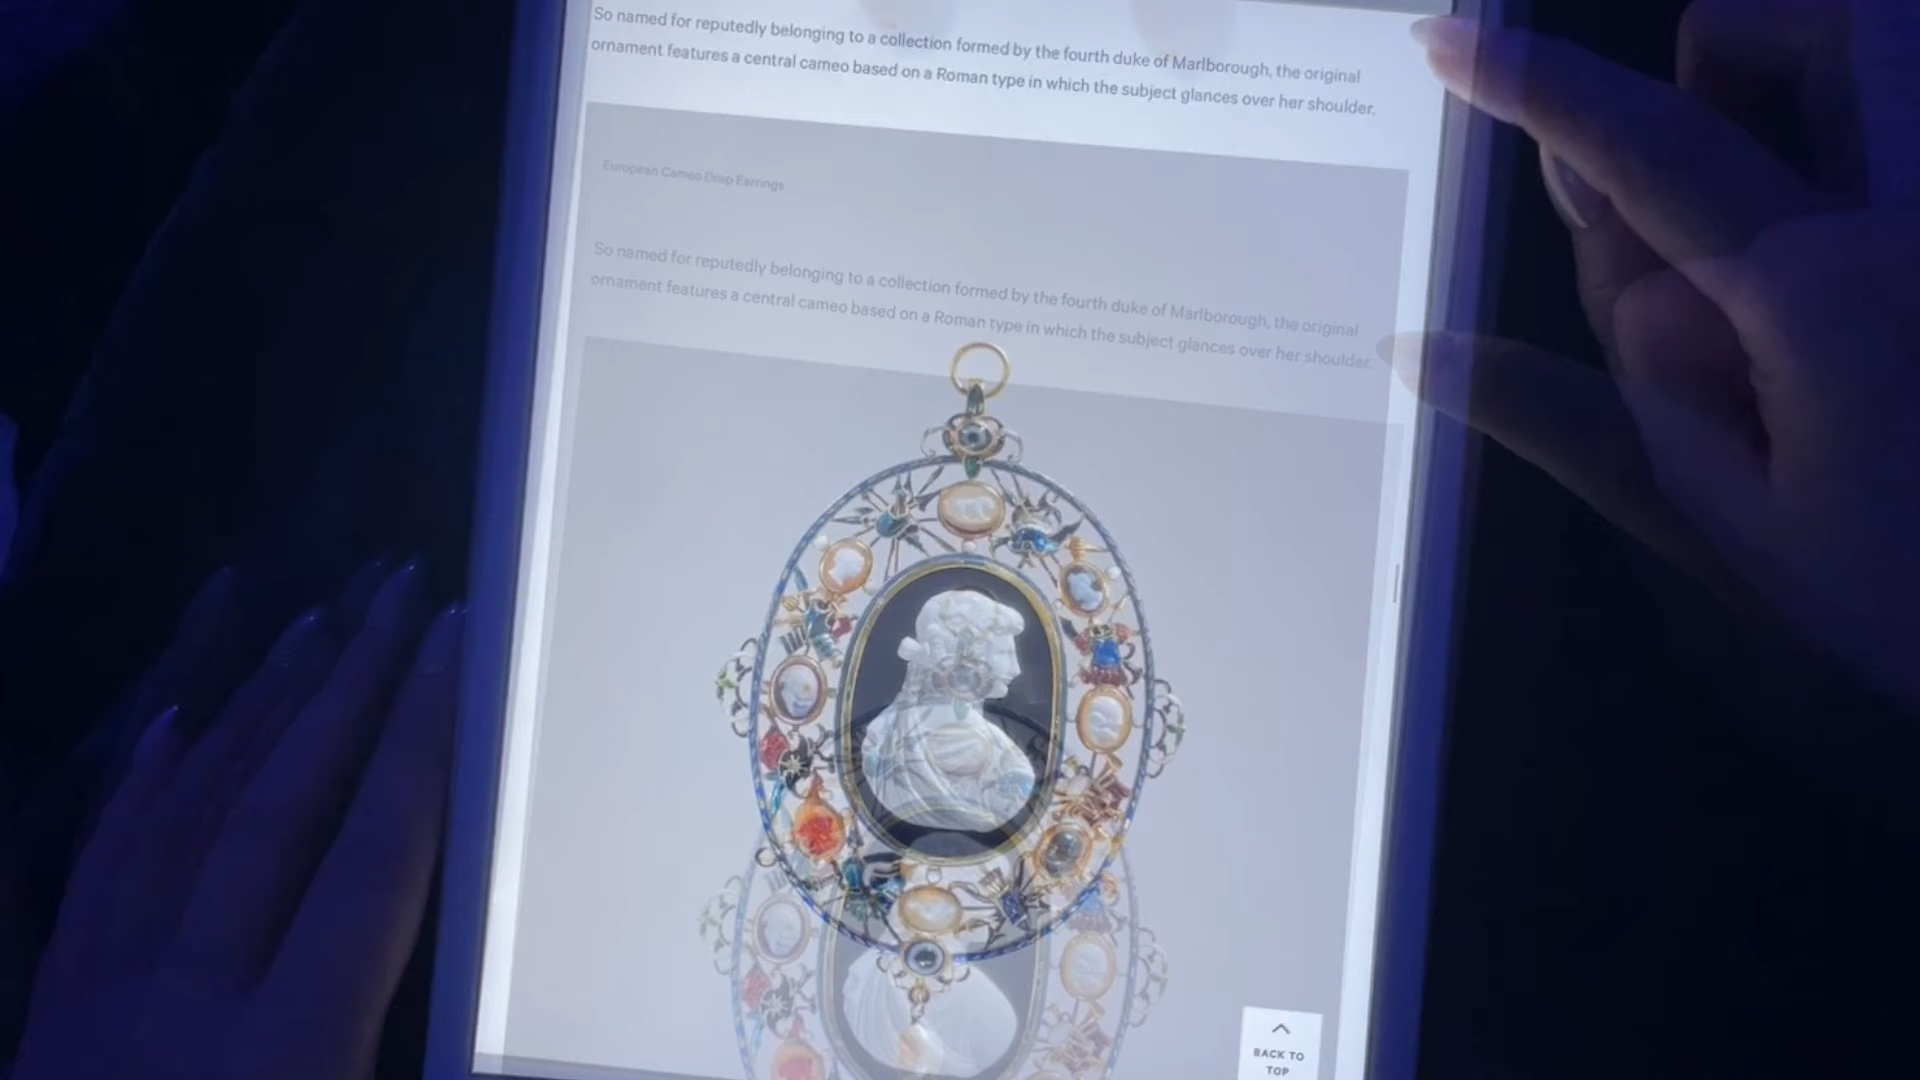 So named for reputedly belonging to a collection formed by the fourth duke of Marlborough, the original
ornament features a central cameo based on a Roman type in which the subject glances over her shoulder.
European Cameo Drop Earrings
So named for reputedly belonging to a collection formed by the fourth duke of Marlborough, the original
ornament features a central cameo based on a Roman type in which the subject glances over her shoulder.
BACK TO
TOP